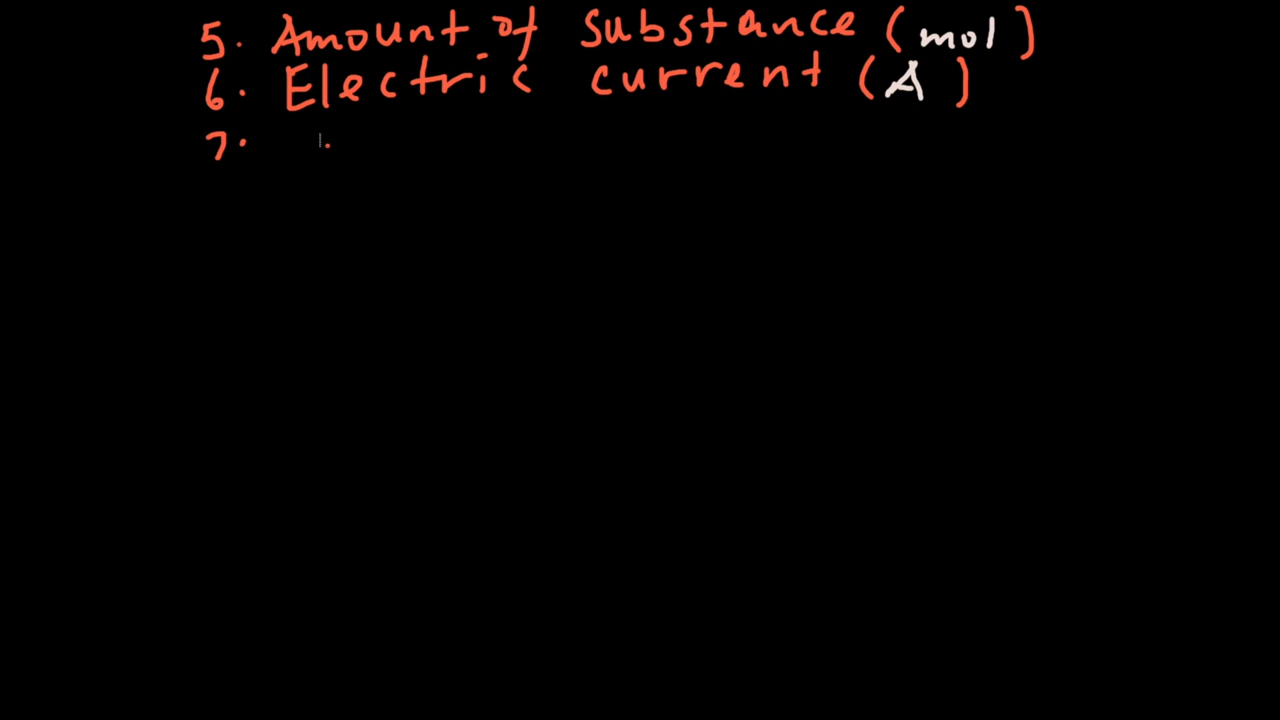 5. Amount of Substance (mol)
6. Electric current (A)
7.